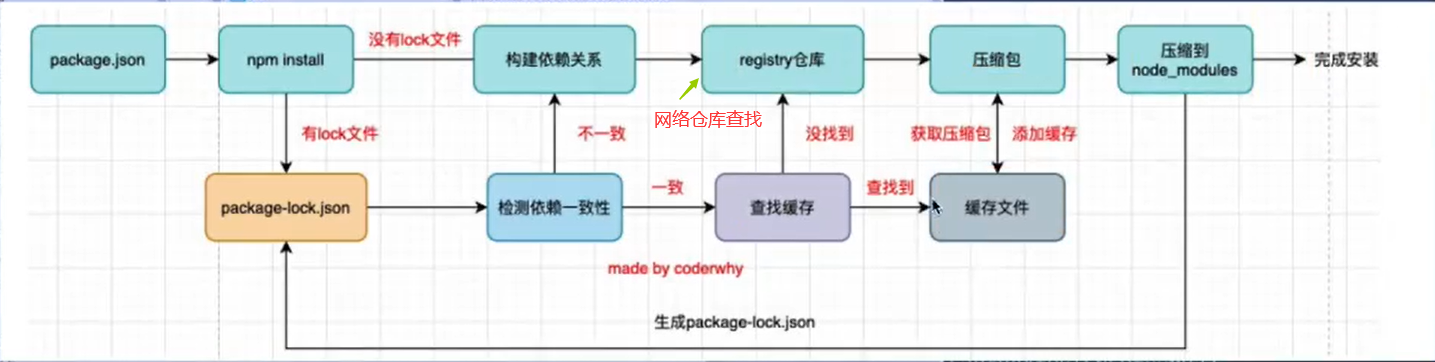 package.json
npm install
没有lock文件
构建依赖关系
registry仓库
压缩包
压缩到
node_modules
完成安装
网络仓库查找
有lock文件
不一致
没找到
获取压缩包
添加缓存
package-lock.json
检测依赖一致性
一致
查找缓存
查找到
缓存文件
made by coderwhy
生成package-lock.json